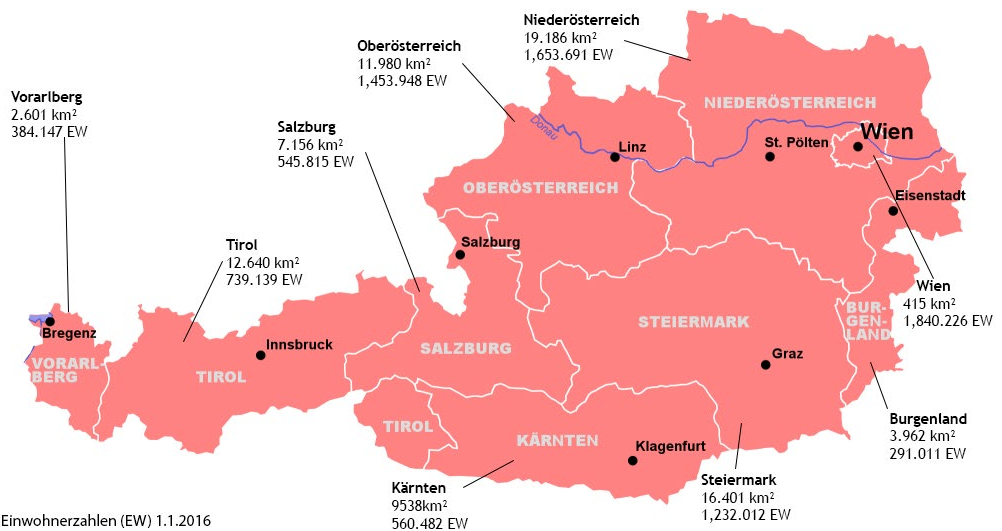 Niederösterreich
19.186 km²
1,653.691 EW
Oberösterreich
11.980 km²
1,453.948 EW
Vorarlberg
2.601 km²
384.147 EW
Salzburg
7.156 km²
545.815 EW
Tirol
12.640 km²
739.139 EW
NIEDERÖSTERREICH
Donau
Wien
St. Pölten
Linz
OBERÖSTERREICH
Eisenstadt
Salzburg
Wien
415 km²
1,840.226 EW
BUR-
GEN-
LAND
STEIERMARK
Bregenz
Innsbruck
SALZBURG
Graz
VORARL-
BERG
TIROL
TIROL
KÄRNTEN
Klagenfurt
Burgenland
3.962 km²
291.011 EW
Kärnten
9538km²
560.482 EW
Steiermark
16.401 km²
1,232.012 EW
Einwohnerzahlen (EW) 1.1.2016